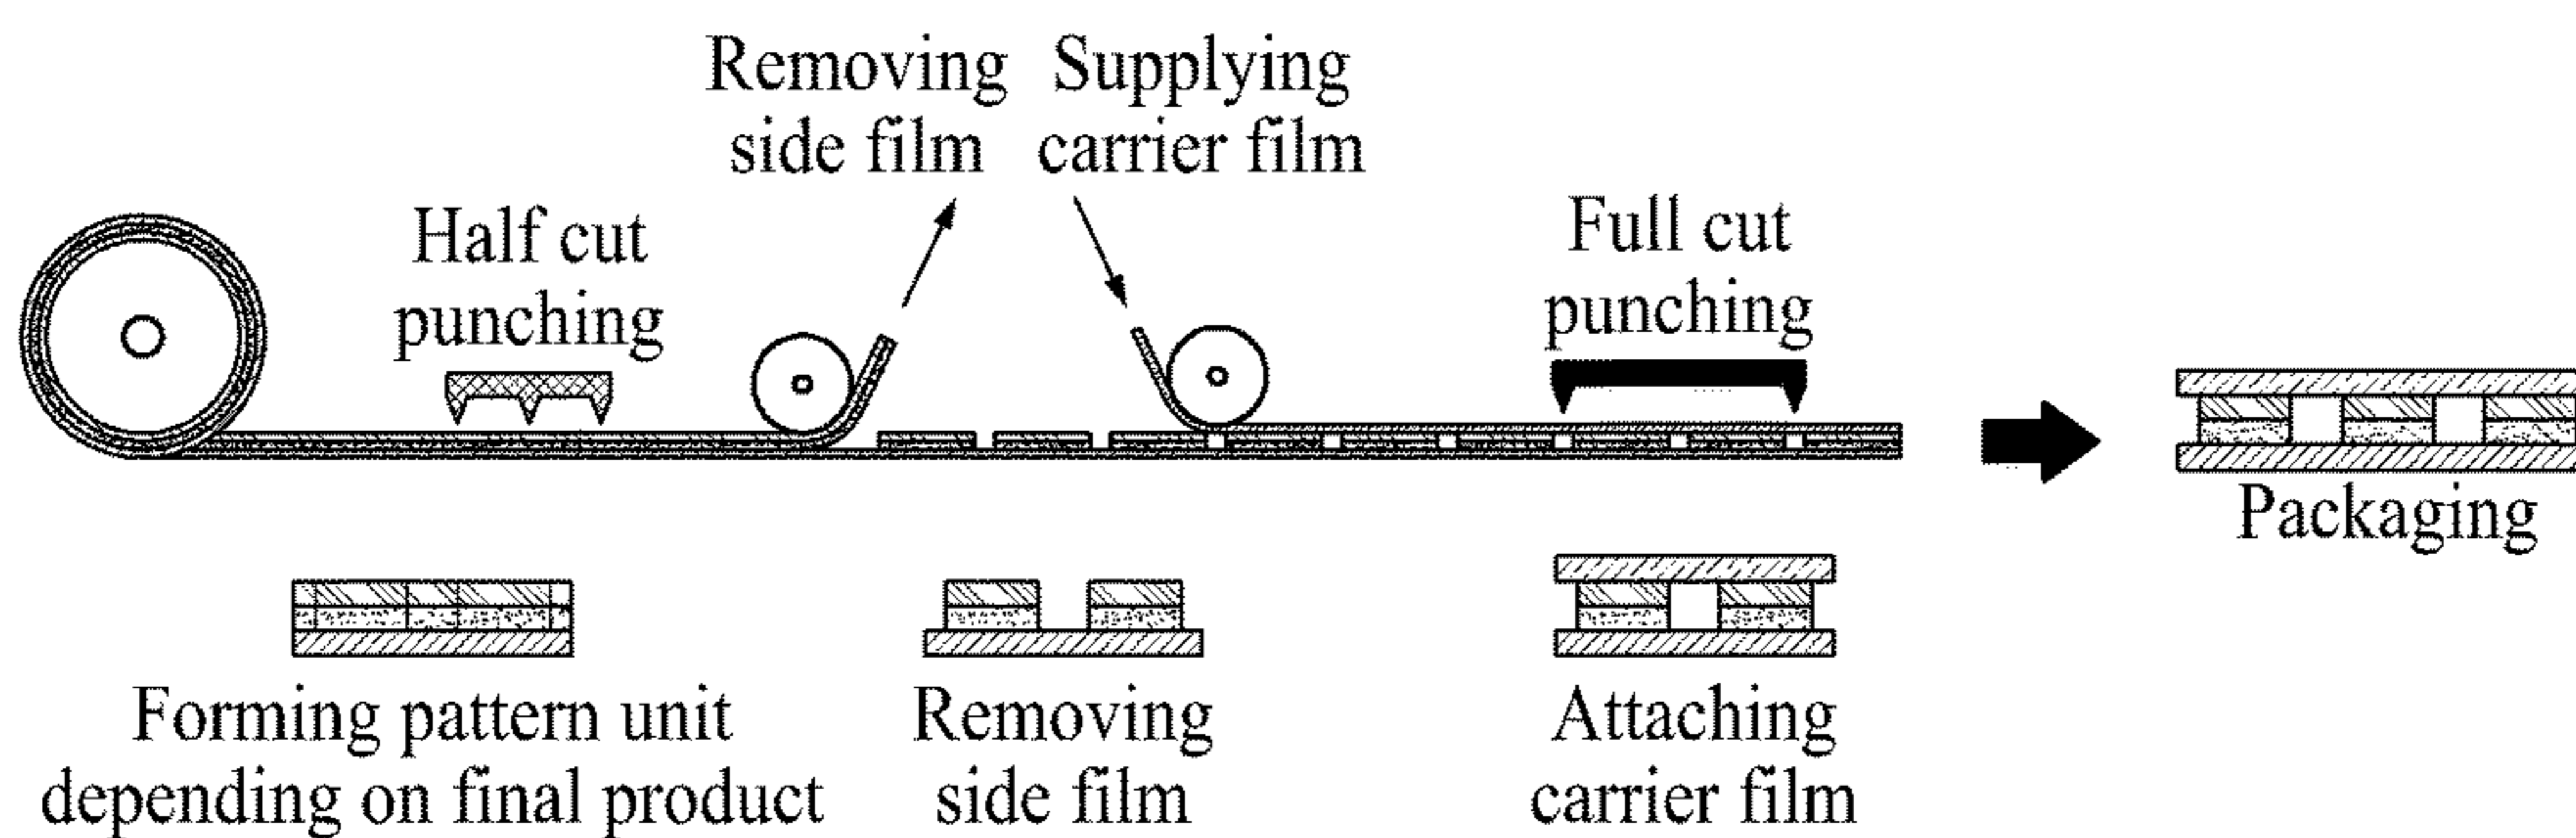 Removing
side film
Supplying
carrier film
Half cut
punching
Full cut
punching
Packaging
Forming pattern unit
depending on final product
Removing
side film
Attaching
carrier film